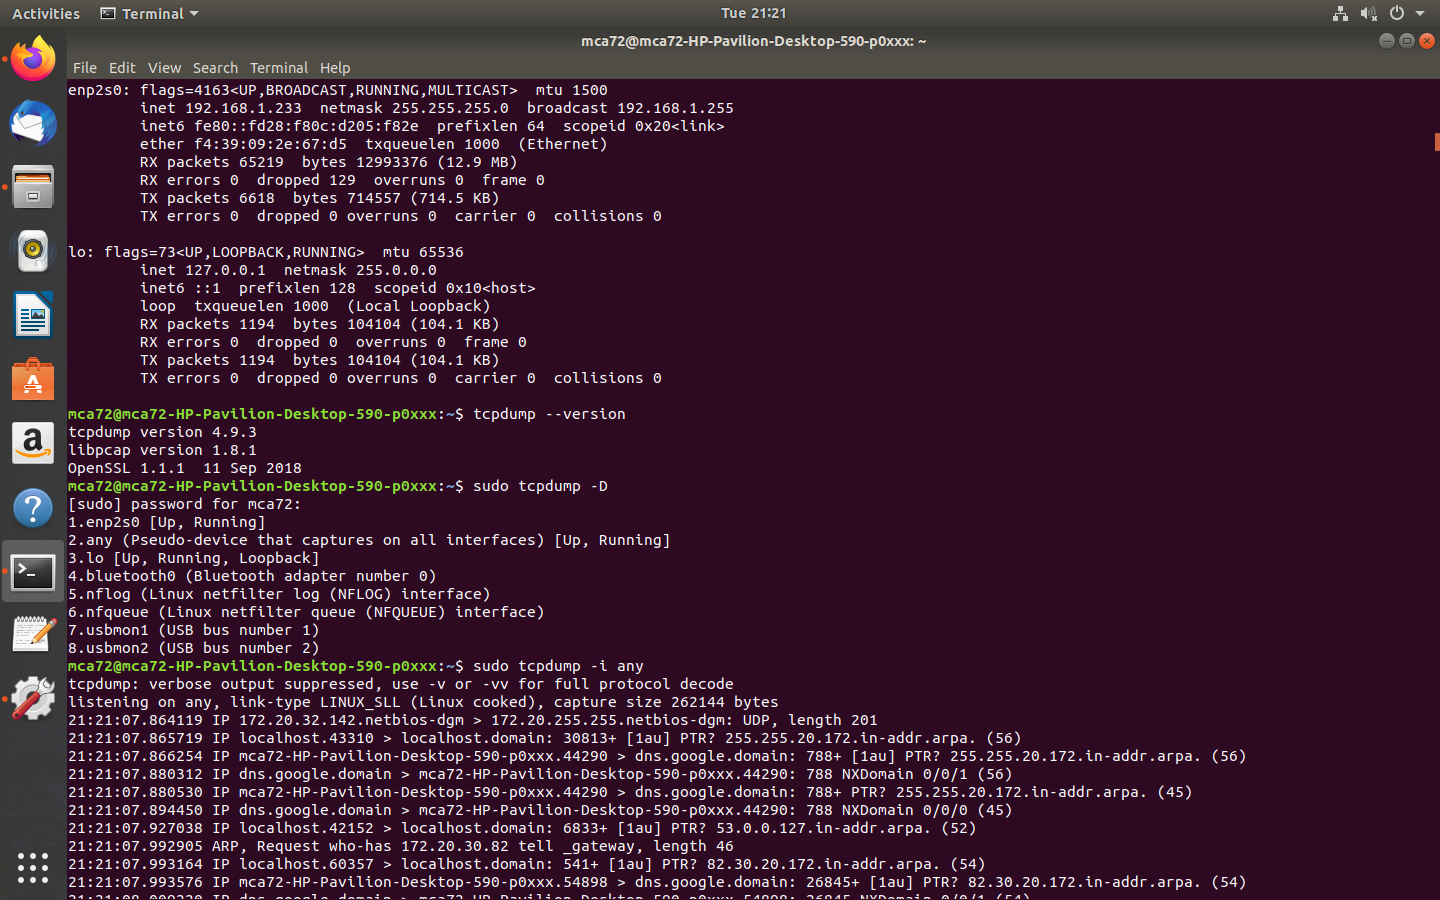 Activities Terminal Tue 21:21
mca72@mca72-HP-Pavilion-Desktop-590-p0xxx: ~
File Edit View Search Terminal Help
enp2s0: flags=4163<UP,BROADCAST,RUNNING,MULTICAST>  mtu 1500
        inet 192.168.1.233  netmask 255.255.255.0  broadcast 192.168.1.255
        inet6 fe80::fd28:f80c:d205:f82e  prefixlen 64  scopeid 0x20<link>
        ether f4:39:09:2e:67:d5  txqueuelen 1000  (Ethernet)
        RX packets 65219  bytes 12993376 (12.9 MB)
        RX errors 0  dropped 129  overruns 0  frame 0
        TX packets 6618  bytes 714557 (714.5 KB)
        TX errors 0  dropped 0 overruns 0  carrier 0  collisions 0
lo: flags=73<UP,LOOPBACK,RUNNING>  mtu 65536
        inet 127.0.0.1  netmask 255.0.0.0
        inet6 ::1  prefixlen 128  scopeid 0x10<host>
        loop  txqueuelen 1000  (Local Loopback)
        RX packets 1194  bytes 104104 (104.1 KB)
        RX errors 0  dropped 0  overruns 0  frame 0
        TX packets 1194  bytes 104104 (104.1 KB)
        TX errors 0  dropped 0 overruns 0  carrier 0  collisions 0
mca72@mca72-HP-Pavilion-Desktop-590-p0xxx:~$ tcpdump --version
tcpdump version 4.9.3
libpcap version 1.8.1
OpenSSL 1.1.1  11 Sep 2018
mca72@mca72-HP-Pavilion-Desktop-590-p0xxx:~$ sudo tcpdump -D
[sudo] password for mca72:
1.enp2s0 [Up, Running]
2.any (Pseudo-device that captures on all interfaces) [Up, Running]
3.lo [Up, Running, Loopback]
4.bluetooth0 (Bluetooth adapter number 0)
5.nflog (Linux netfilter log (NFLOG) interface)
6.nfqueue (Linux netfilter queue (NFQUEUE) interface)
7.usbmon1 (USB bus number 1)
8.usbmon2 (USB bus number 2)
mca72@mca72-HP-Pavilion-Desktop-590-p0xxx:~$ sudo tcpdump -i any
tcpdump: verbose output suppressed, use -v or -vv for full protocol decode
listening on any, link-type LINUX_SLL (Linux cooked), capture size 262144 bytes
21:21:07.864119 IP 172.20.32.142.netbios-dgm > 172.20.255.255.netbios-dgm: UDP, length 201
21:21:07.865719 IP localhost.43310 > localhost.domain: 30813+ [1au] PTR? 255.255.20.172.in-addr.arpa. (56)
21:21:07.866254 IP mca72-HP-Pavilion-Desktop-590-p0xxx.44290 > dns.google.domain: 788+ [1au] PTR? 255.255.20.172.in-addr.arpa. (56)
21:21:07.880312 IP dns.google.domain > mca72-HP-Pavilion-Desktop-590-p0xxx.44290: 788 NXDomain 0/0/1 (56)
21:21:07.880530 IP mca72-HP-Pavilion-Desktop-590-p0xxx.44290 > dns.google.domain: 788+ PTR? 255.255.20.172.in-addr.arpa. (45)
21:21:07.894450 IP dns.google.domain > mca72-HP-Pavilion-Desktop-590-p0xxx.44290: 788 NXDomain 0/0/0 (45)
21:21:07.927038 IP localhost.42152 > localhost.domain: 6833+ [1au] PTR? 53.0.0.127.in-addr.arpa. (52)
21:21:07.992905 ARP, Request who-has 172.20.30.82 tell _gateway, length 46
21:21:07.993164 IP localhost.60357 > localhost.domain: 541+ [1au] PTR? 82.30.20.172.in-addr.arpa. (54)
21:21:07.993576 IP mca72-HP-Pavilion-Desktop-590-p0xxx.54898 > dns.google.domain: 26845+ [1au] PTR? 82.30.20.172.in-addr.arpa. (54)
21:21:08.009220 IP dns.google.domain > mca72-HP-Pavilion-Desktop-590-p0xxx.54898: 26845 NXDomain 0/0/1 (54)